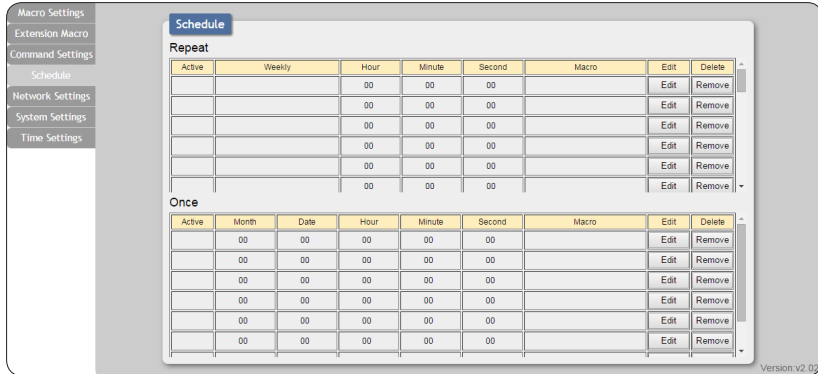 Macro Settings
Extension Macro
Command Settings
Schedule
Network Settings
System Settings
Time Settings
Schedule
Repeat
Active Weekly Hour Minute Second Macro Edit Delete
00 00 00 Edit Remove
00 00 00 Edit Remove
00 00 00 Edit Remove
00 00 00 Edit Remove
00 00 00 Edit Remove
00 00 00 Edit Remove
Once
Active Month Date Hour Minute Second Macro Edit Delete
00 00 00 00 00 Edit Remove
00 00 00 00 00 Edit Remove
00 00 00 00 00 Edit Remove
00 00 00 00 00 Edit Remove
00 00 00 00 00 Edit Remove
00 00 00 00 00 Edit Remove
Version:v2.02